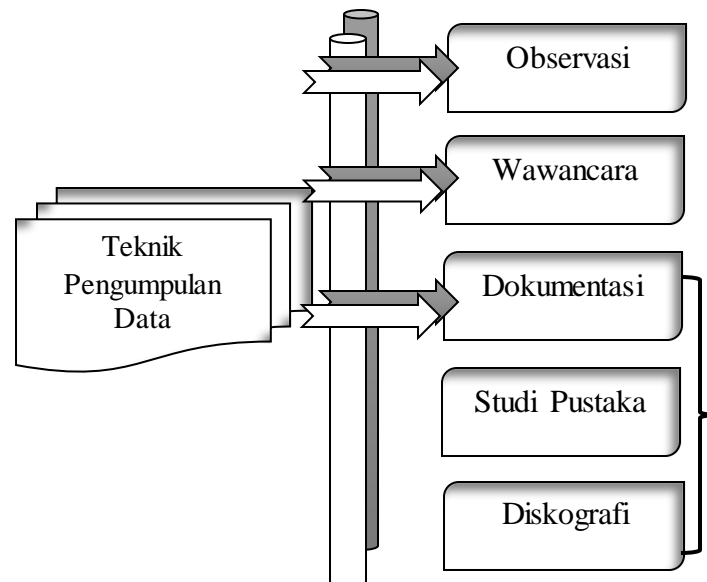 Teknik
Pengumpulan
Data
Observasi
Wawancara
Dokumentasi
Studi Pustaka
Diskografi